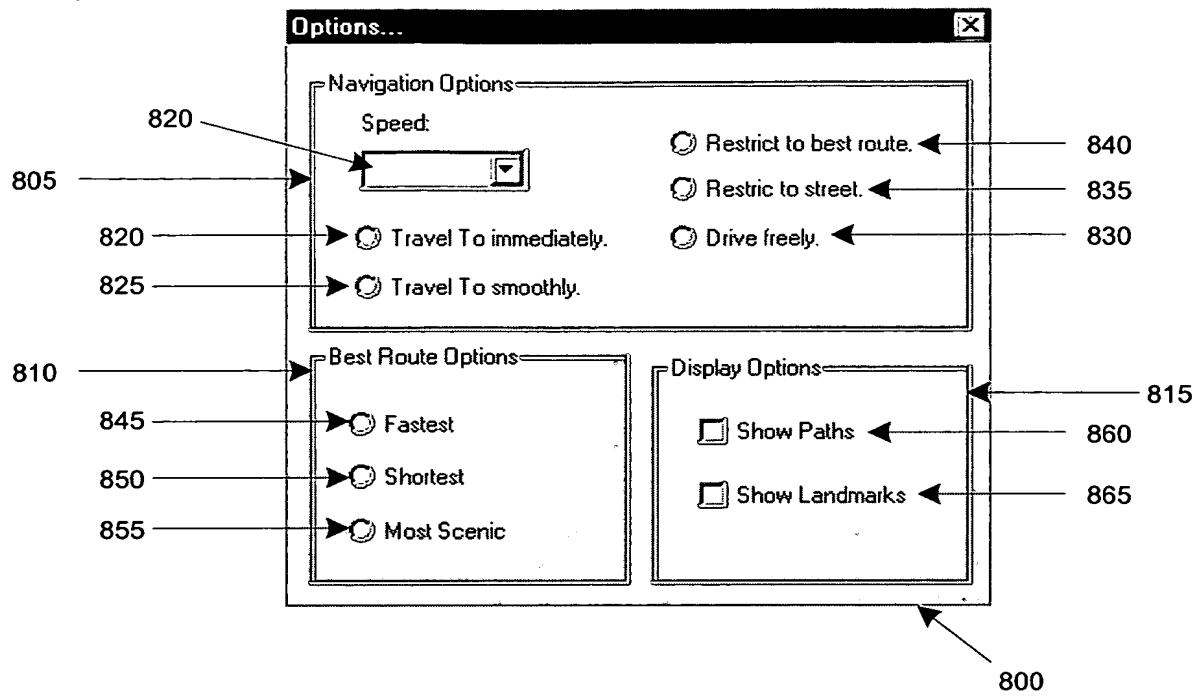 Options...
Navigation Options
820
Speed:
805
Restrict to best route.
840
Restric to street.
835
820
Travel To immediately.
Drive freely.
830
825
Travel To smoothly.
810
Best Route Options
Display Options
815
845
Fastest
Show Paths
860
850
Shortest
Show Landmarks
865
855
Most Scenic
800